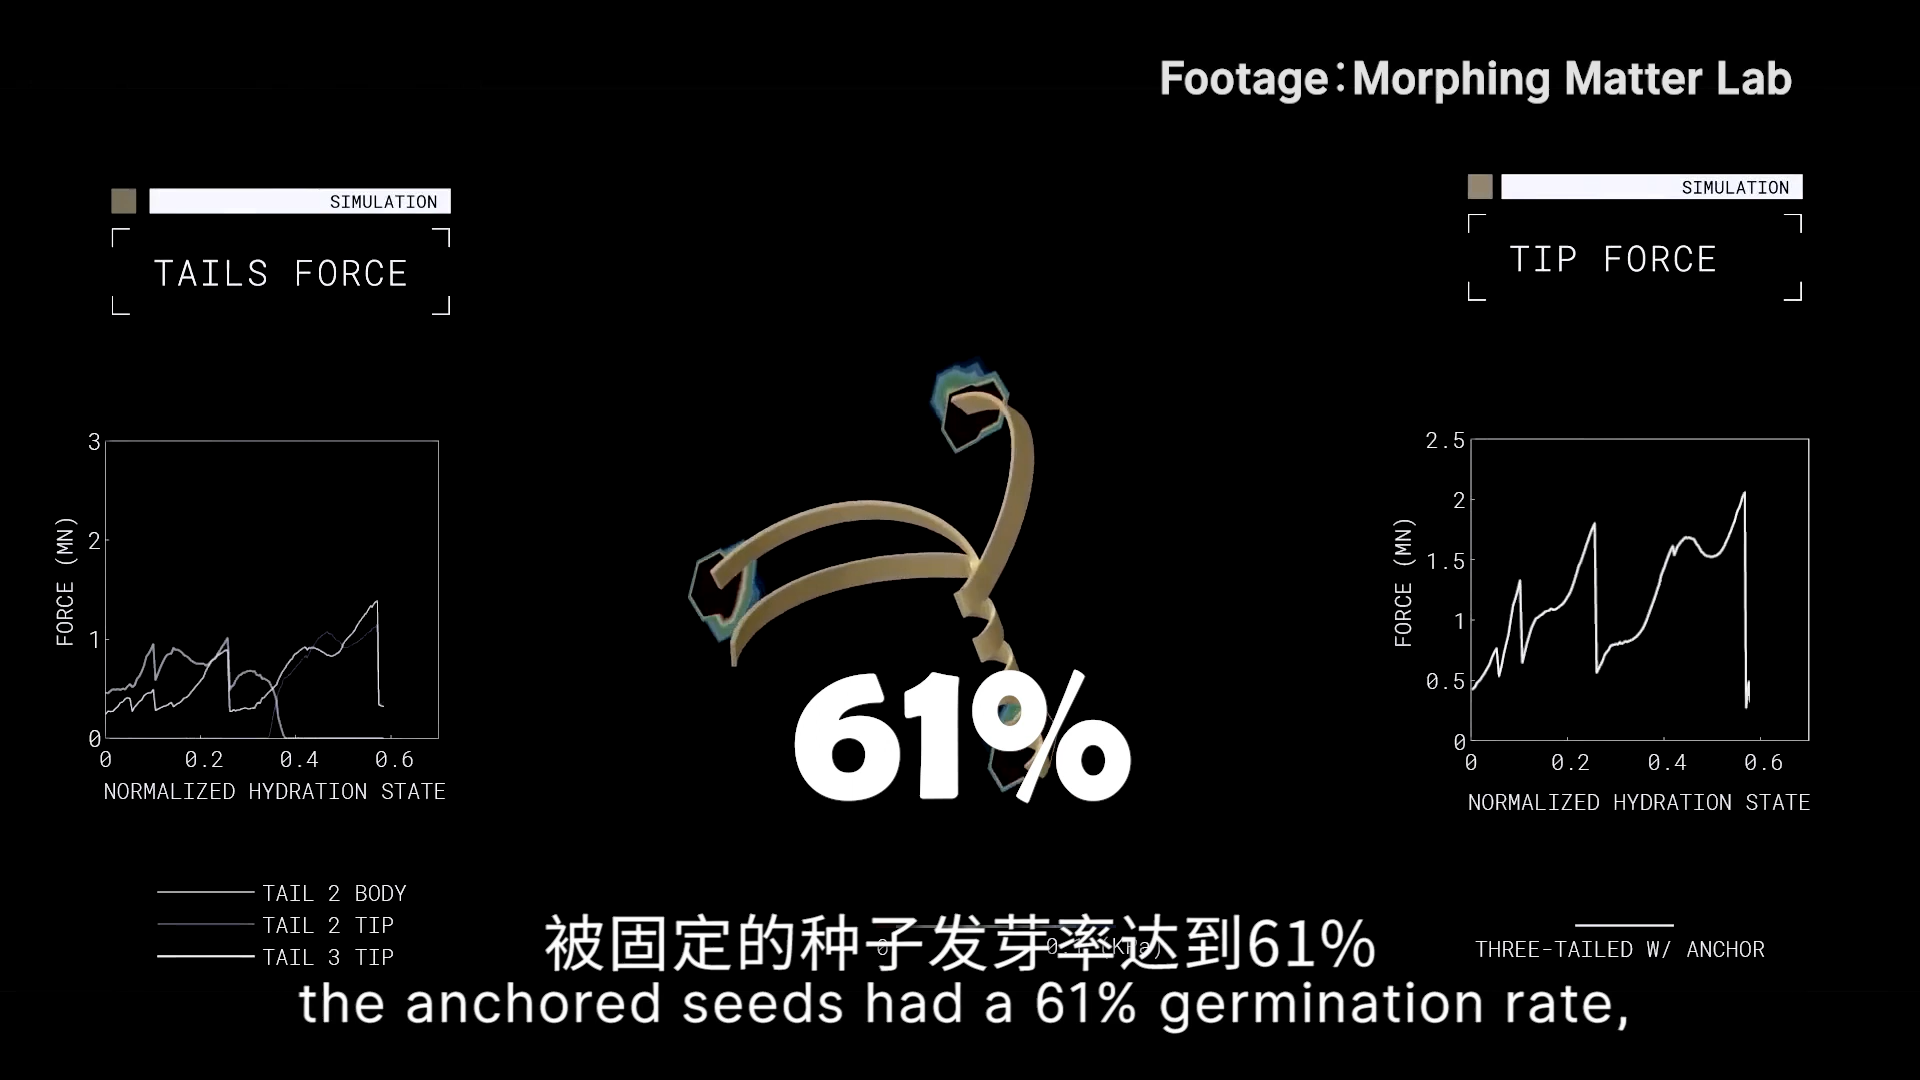 Footage：Morphing Matter Lab
SIMULATION
TAILS FORCE
SIMULATION
TIP FORCE
3
2
1
0
FORCE (MN)
0 0.2 0.4 0.6
NORMALIZED HYDRATION STATE
TAIL 2 BODY
TAIL 2 TIP
TAIL 3 TIP
61%
2.5
2
1.5
1
0.5
0
FORCE (MN)
0 0.2 0.4 0.6
NORMALIZED HYDRATION STATE
THREE-TAILED W/ ANCHOR
被固定的种子发芽率达到61%
the anchored seeds had a 61% germination rate,